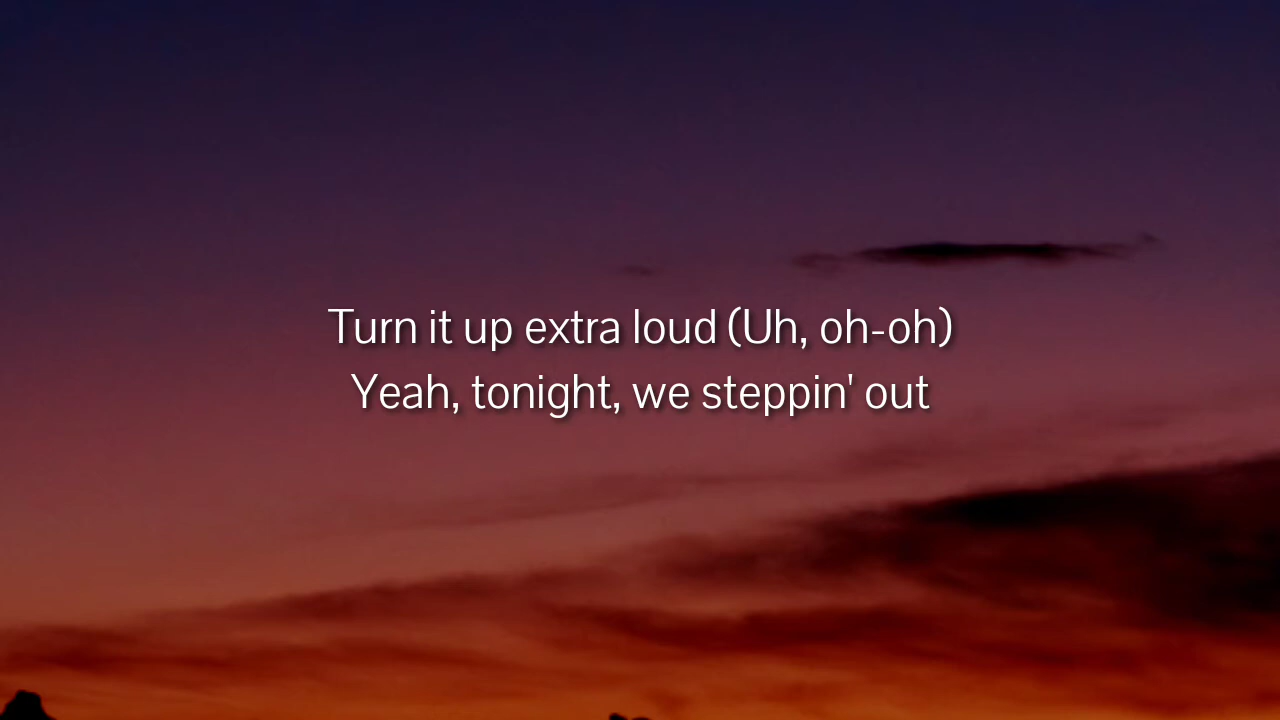 Turn it up extra loud (Uh, oh-oh)
Yeah, tonight, we steppin' out